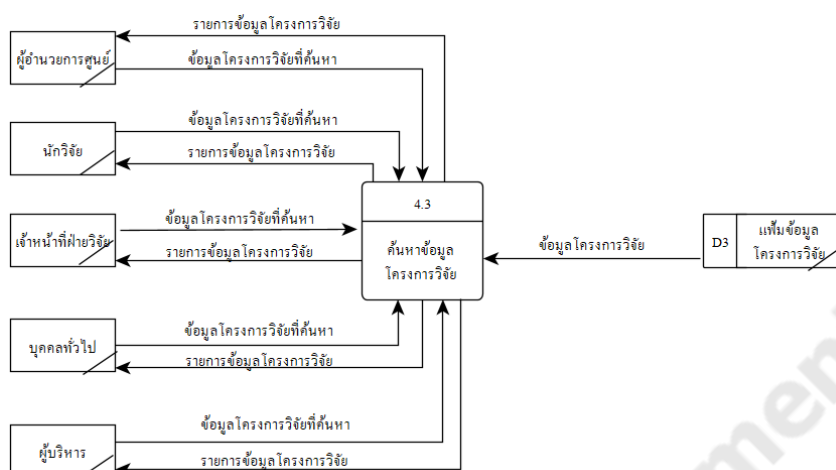 รายการข้อมูลโครงการวิจัย
ผู้อำนวยการศูนย์
ข้อมูลโครงการวิจัยที่ค้นหา
ข้อมูลโครงการวิจัยที่ค้นหา
นักวิจัย
รายการข้อมูลโครงการวิจัย
4.3
ค้นหาข้อมูล
โครงการวิจัย
ข้อมูลโครงการวิจัยที่ค้นหา
เจ้าหน้าที่ฝ่ายวิจัย
รายการข้อมูลโครงการวิจัย
ข้อมูลโครงการวิจัย
D3
แฟ้มข้อมูล
โครงการวิจัย
ข้อมูลโครงการวิจัยที่ค้นหา
บุคคลทั่วไป
รายการข้อมูลโครงการวิจัย
ข้อมูลโครงการวิจัยที่ค้นหา
ผู้บริหาร
รายการข้อมูลโครงการวิจัย